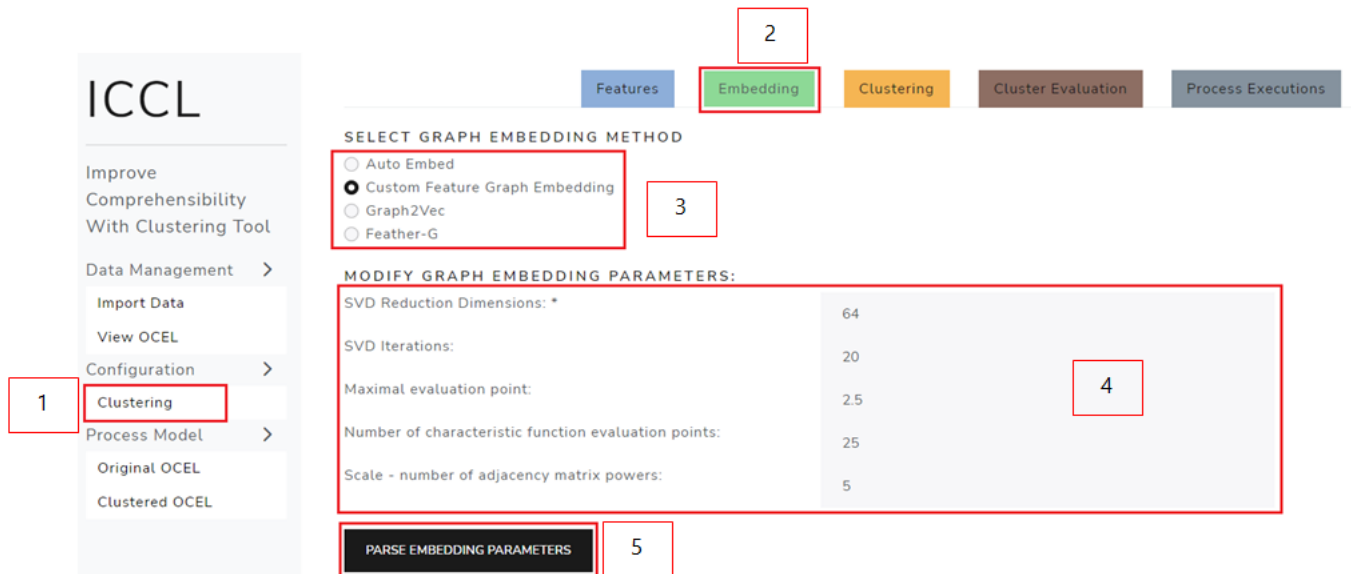 2
ICCL
Features
Embedding
Clustering
Cluster Evaluation
Process Executions
SELECT GRAPH EMBEDDING METHOD
Auto Embed
Custom Feature Graph Embedding
Graph2Vec
Feather-G
3
Improve
Comprehensibility
With Clustering Tool
Data Management
Import Data
View OCEL
Configuration
1
Clustering
Process Model
Original OCEL
Clustered OCEL
MODIFY GRAPH EMBEDDING PARAMETERS:
SVD Reduction Dimensions: * 64
SVD Iterations: 20
Maximal evaluation point: 2.5
Number of characteristic function evaluation points: 25
Scale - number of adjacency matrix powers: 5
4
PARSE EMBEDDING PARAMETERS
5